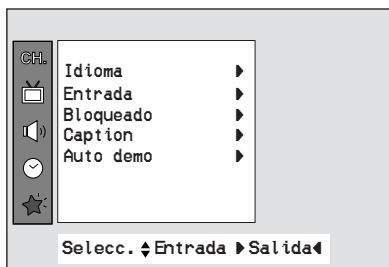 CH.
Idioma ▶
Entrada ▶
Bloqueado ▶
Caption ▶
Auto demo ▶
Selecc. ▲▼ Entrada ▶ Salida ◀